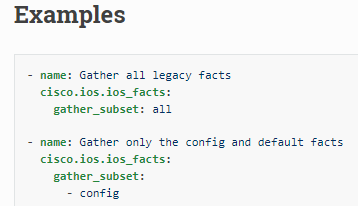 Examples
- name: Gather all legacy facts
  cisco.ios.ios_facts:
    gather_subset: all
- name: Gather only the config and default facts
  cisco.ios.ios_facts:
    gather_subset:
      - config